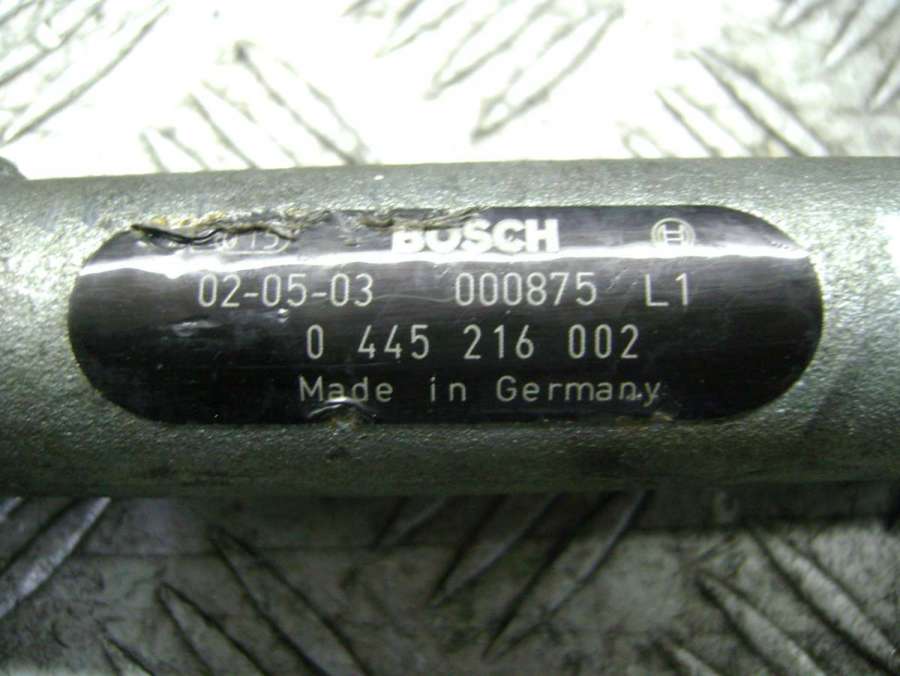 BOSCH
02-05-03 000875 L1
0 445 216 002
Made in Germany